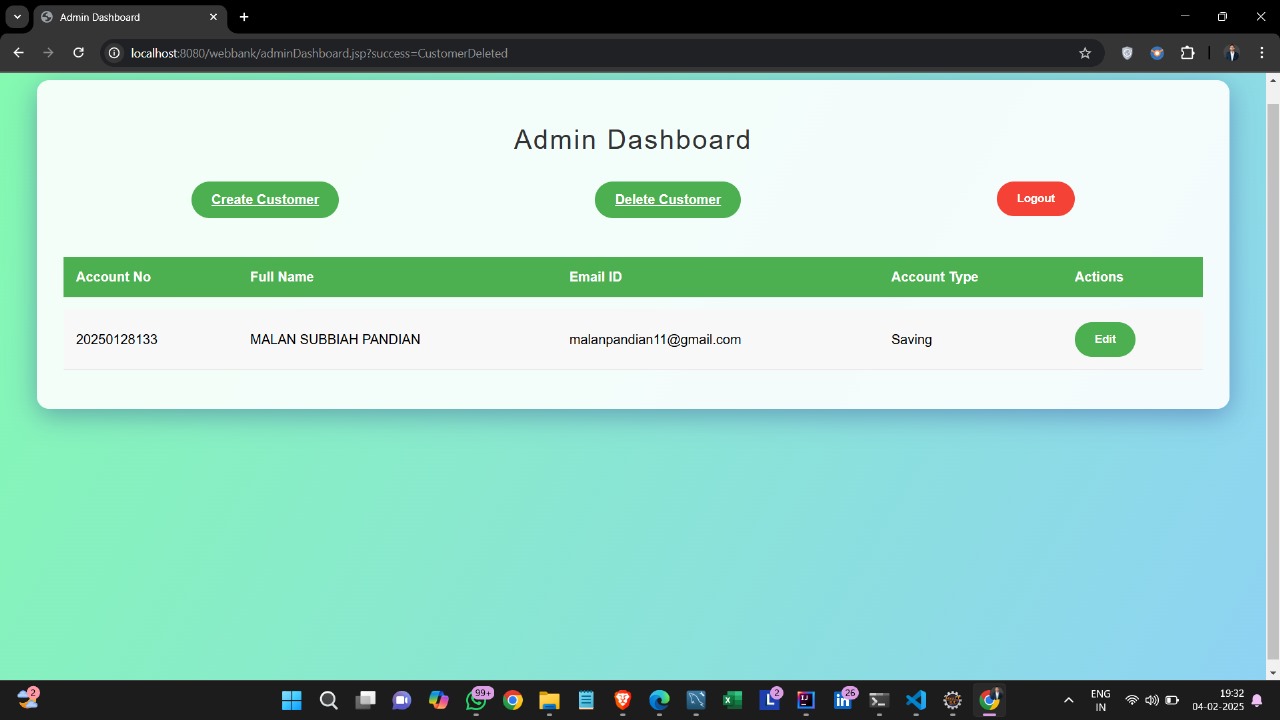 Admin Dashboard
localhost:8080/webbank/adminDashboard.jsp?success=CustomerDeleted
Admin Dashboard
Create Customer Delete Customer Logout
Account No Full Name Email ID Account Type Actions
20250128133 MALAN SUBBIAH PANDIAN malanpandian11@gmail.com Saving Edit
2 99+ L 2 IJ 26 ENG 19:32
IN 04-02-2025